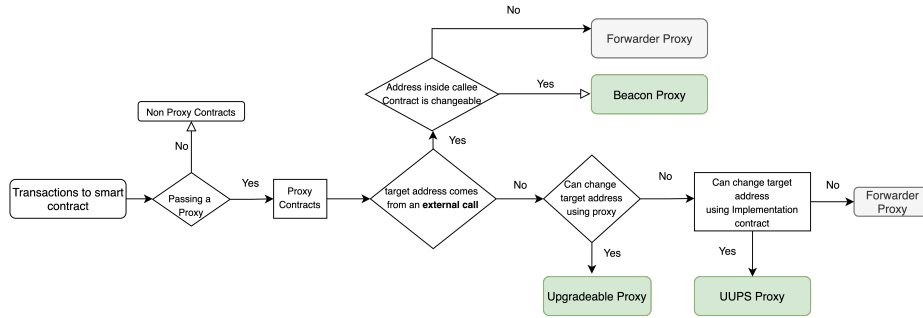 No
Forwarder Proxy
Address inside callee
Contract is changeable
Yes
Beacon Proxy
Non Proxy Contracts
No
Yes
Transactions to smart
contract
Passing a
Proxy
Yes
Proxy
Contracts
target address comes
from an external call
No
Can change
target address
using proxy
No
Can change target
address
using Implementation
contract
No
Forwarder
Proxy
Yes
Yes
Upgradeable Proxy
UUPS Proxy